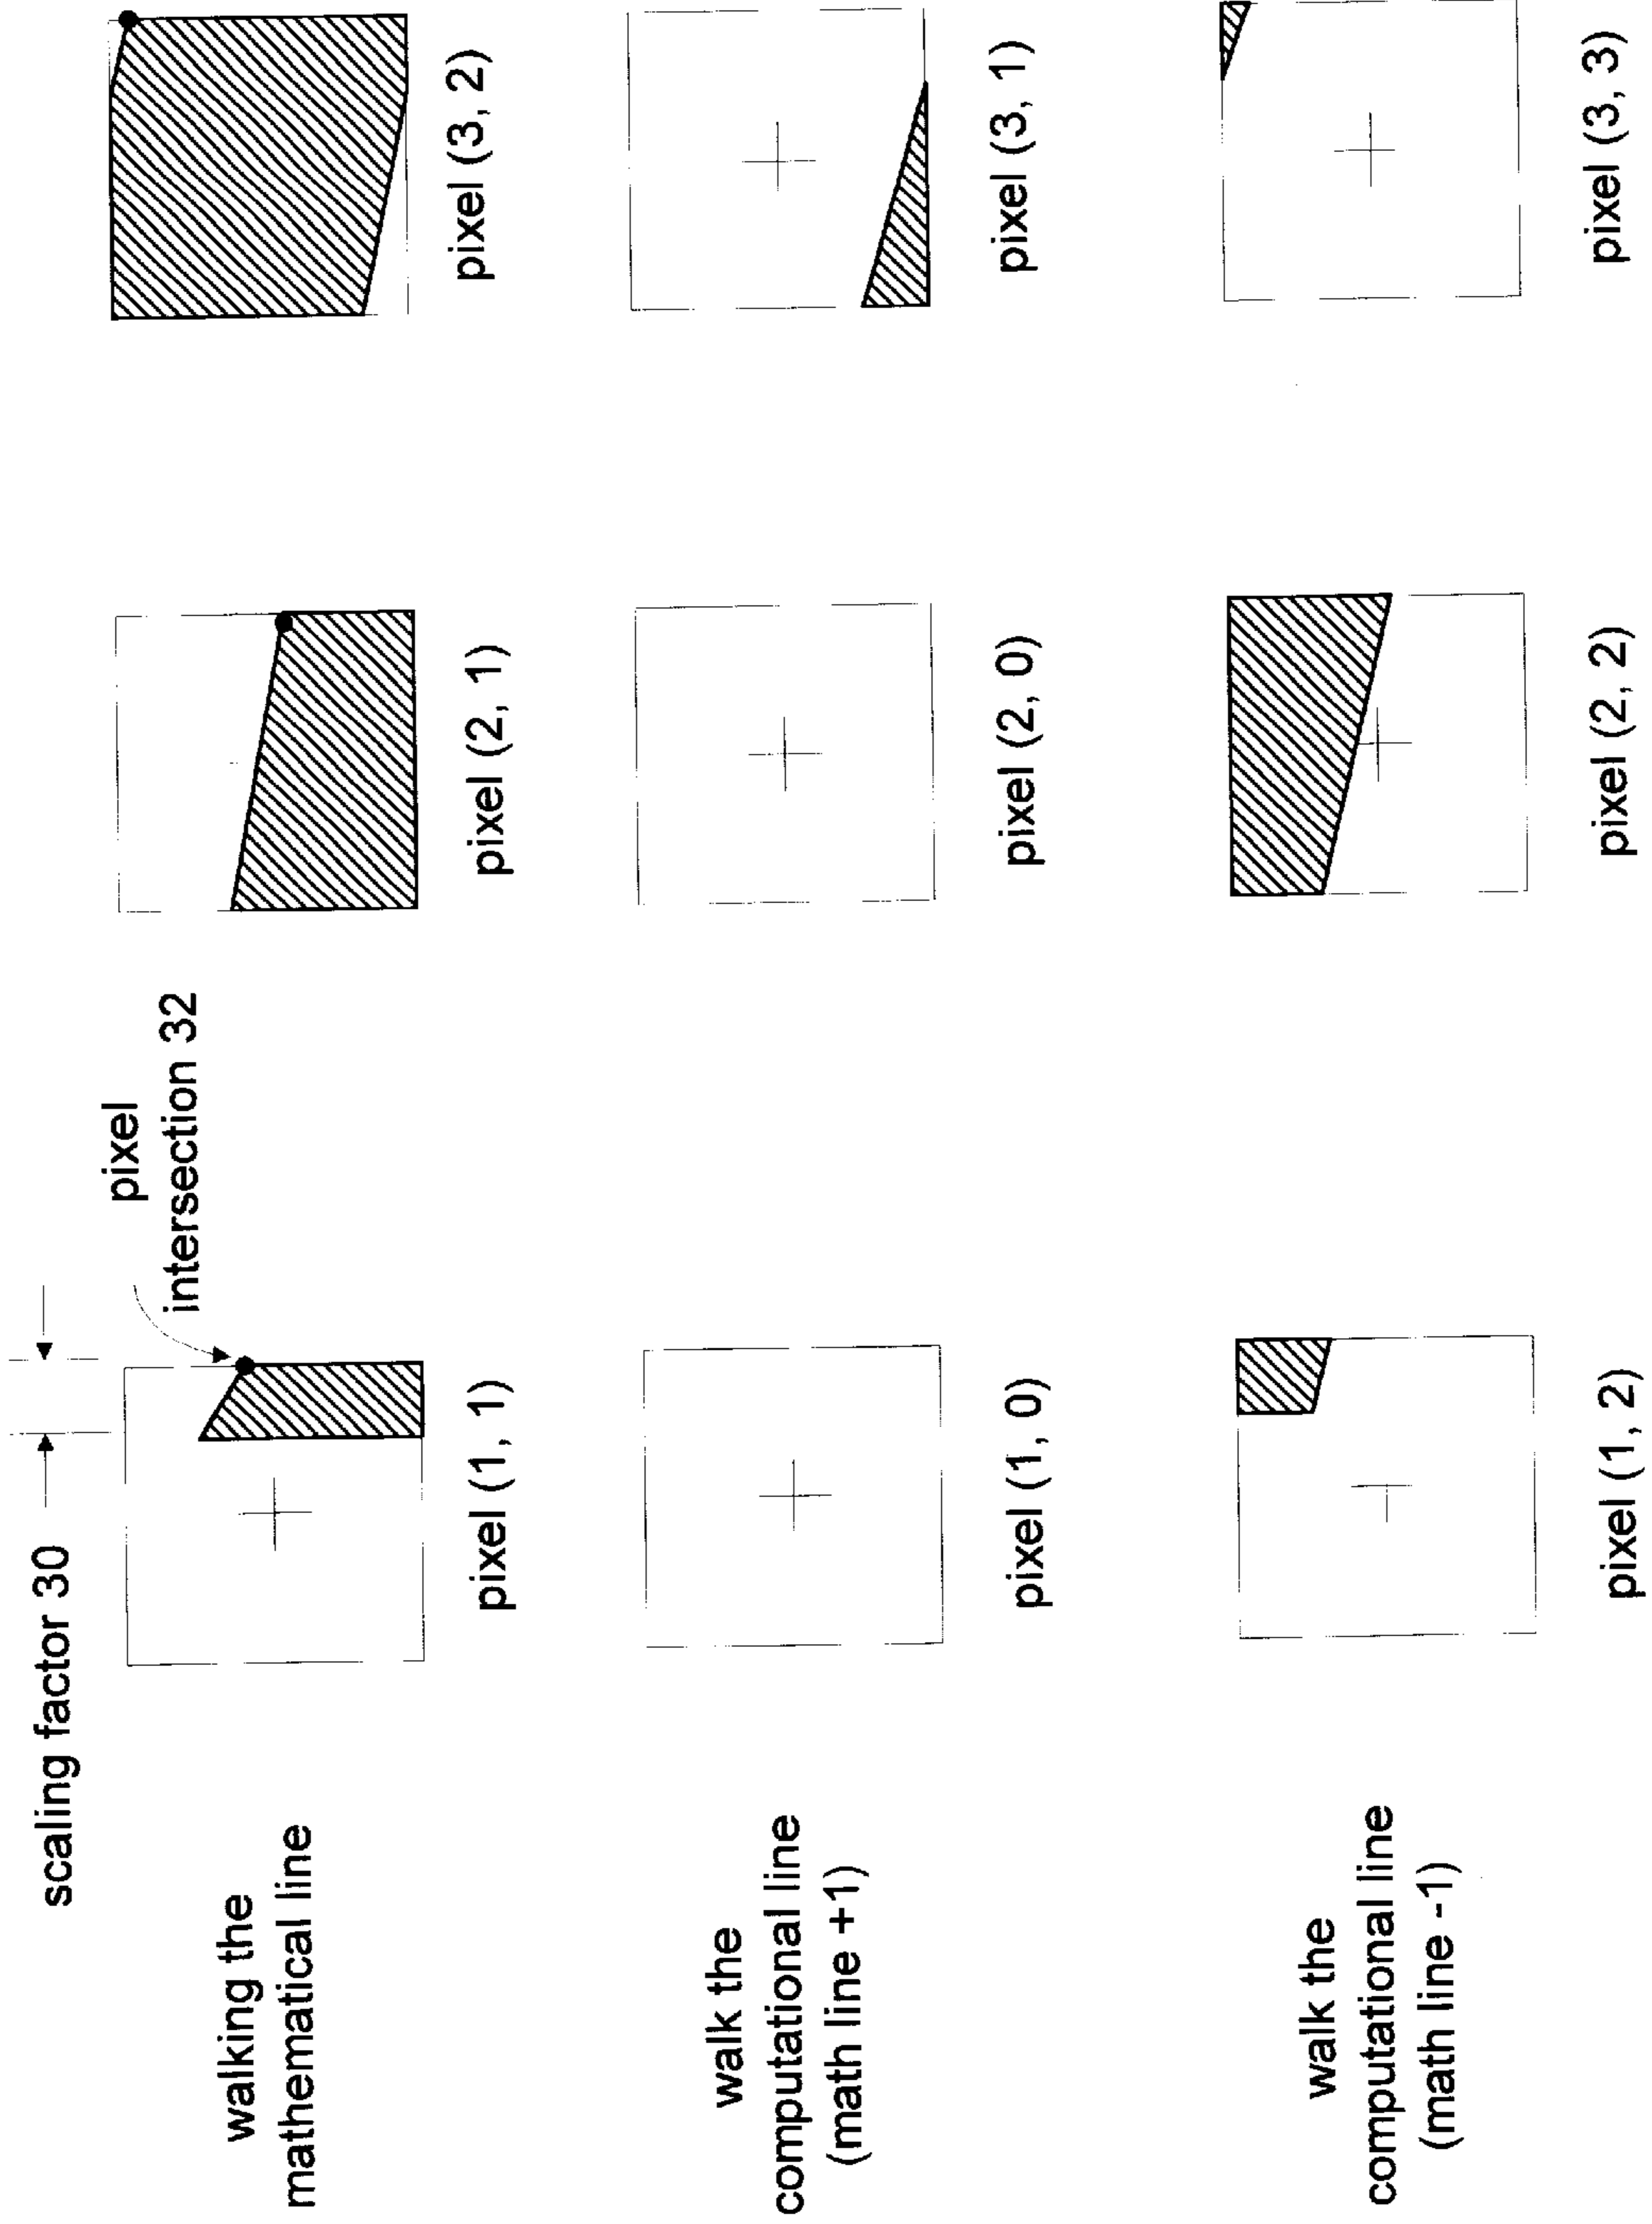 scaling factor 30
pixel
intersection 32
walking the
mathematical line
pixel (1, 1)
pixel (2, 1)
pixel (3, 2)
walk the
computational line
(math line +1)
pixel (1, 0)
pixel (2, 0)
pixel (3, 1)
walk the
computational line
(math line -1)
pixel (1, 2)
pixel (2, 2)
pixel (3, 3)